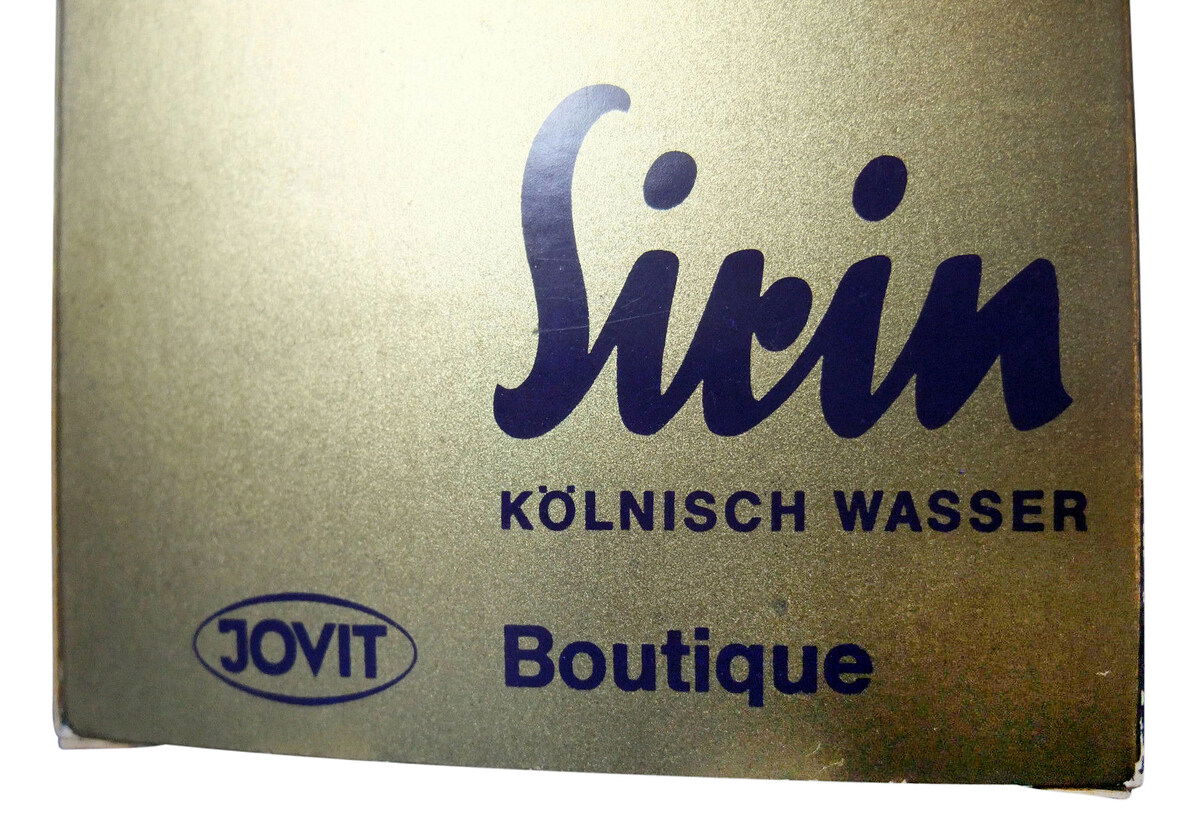 Sirin
KÖLNISCH WASSER
JOVIT
Boutique